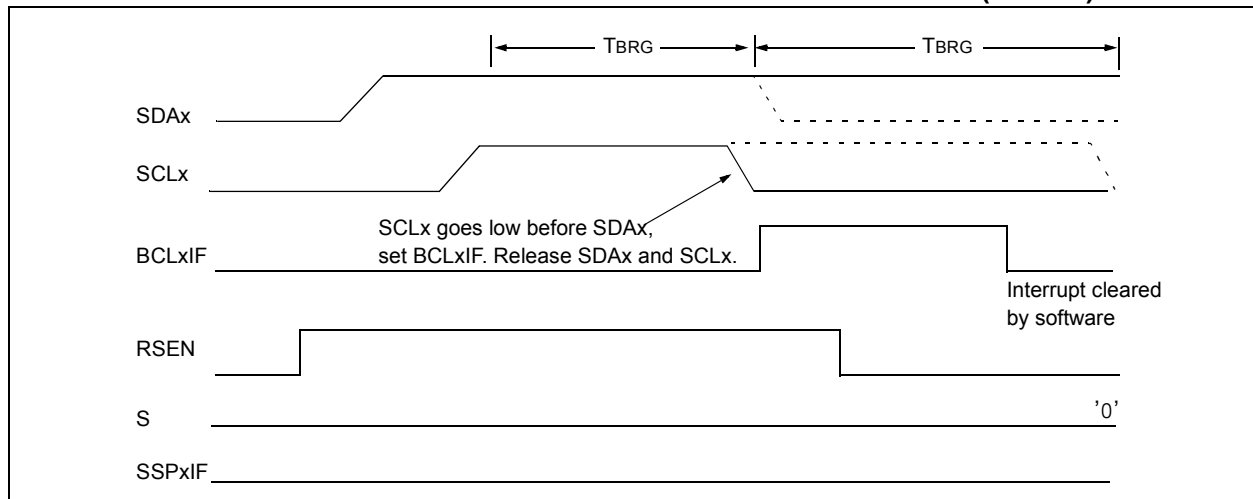 TBRG TBRG
SDAx
SCLx
SCLx goes low before SDAx,
set BCLxIF. Release SDAx and SCLx.
BCLxIF
Interrupt cleared
by software
RSEN
S '0'
SSPxIF